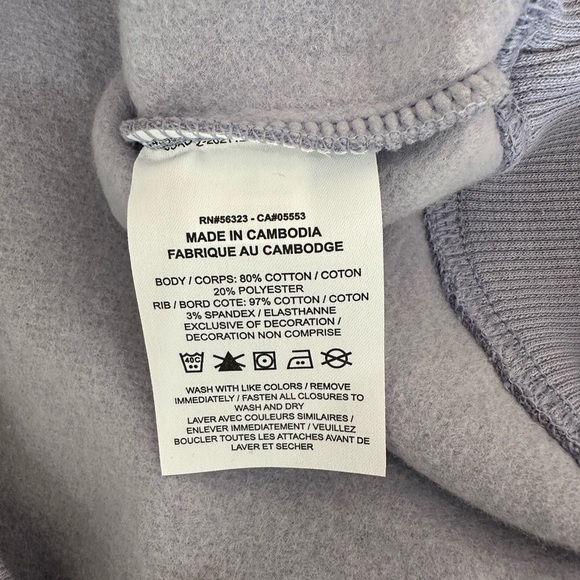 RN#56323 - CA#05553
MADE IN CAMBODIA
FABRIQUE AU CAMBODGE
BODY / CORPS: 80% COTTON / COTON
20% POLYESTER
RIB / BORD COTE: 97% COTTON / COTON
3% SPANDEX / ELASTHANNE
EXCLUSIVE OF DECORATION /
DECORATION NON COMPRISE
40C
WASH WITH LIKE COLORS / REMOVE
IMMEDIATELY / FASTEN ALL CLOSURES TO
WASH AND DRY
LAVER AVEC COULEURS SIMILAIRES /
ENLEVER IMMEDIATEMENT / VEUILLEZ
BOUCLER TOUTES LES ATTACHES AVANT DE
LAVER ET SECHER